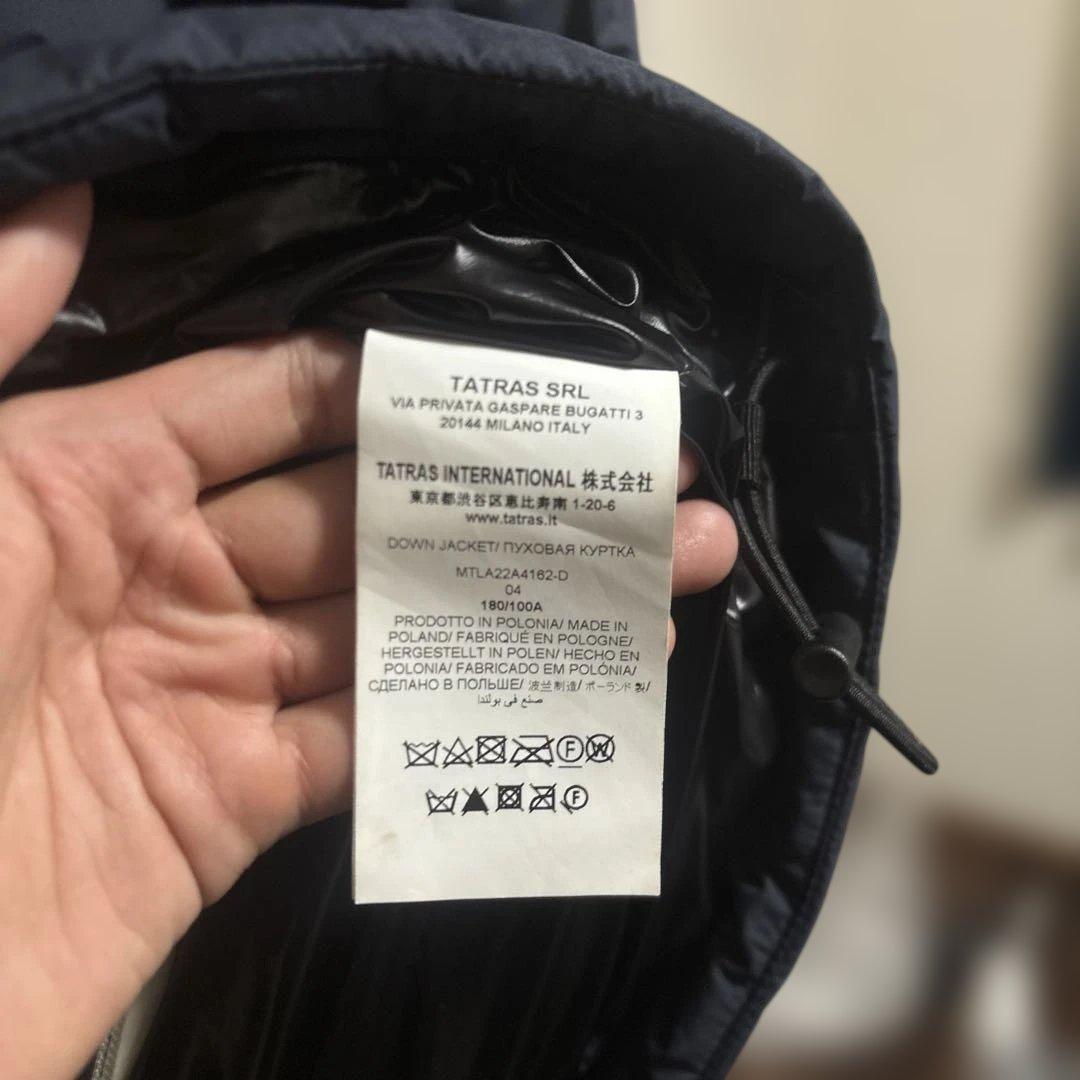 TATRAS SRL
VIA PRIVATA GASPARE BUGATTI 3
20144 MILANO ITALY
TATRAS INTERNATIONAL 株式会社
東京都渋谷区恵比寿南 1-20-6
www.tatras.it
DOWN JACKET/ ПУХОВАЯ КУРТКА
MTLA22A4162-D
04
180/100A
PRODOTTO IN POLONIA/ MADE IN
POLAND/ FABRIQUÉ EN POLOGNE/
HERGESTELLT IN POLEN/ HECHO EN
POLONIA/ FABRICADO EM POLÓNIA/
СДЕЛАНО В ПОЛЬШЕ/ 波兰制造/ ポーランド製/
صنع في بولندا
F W
F